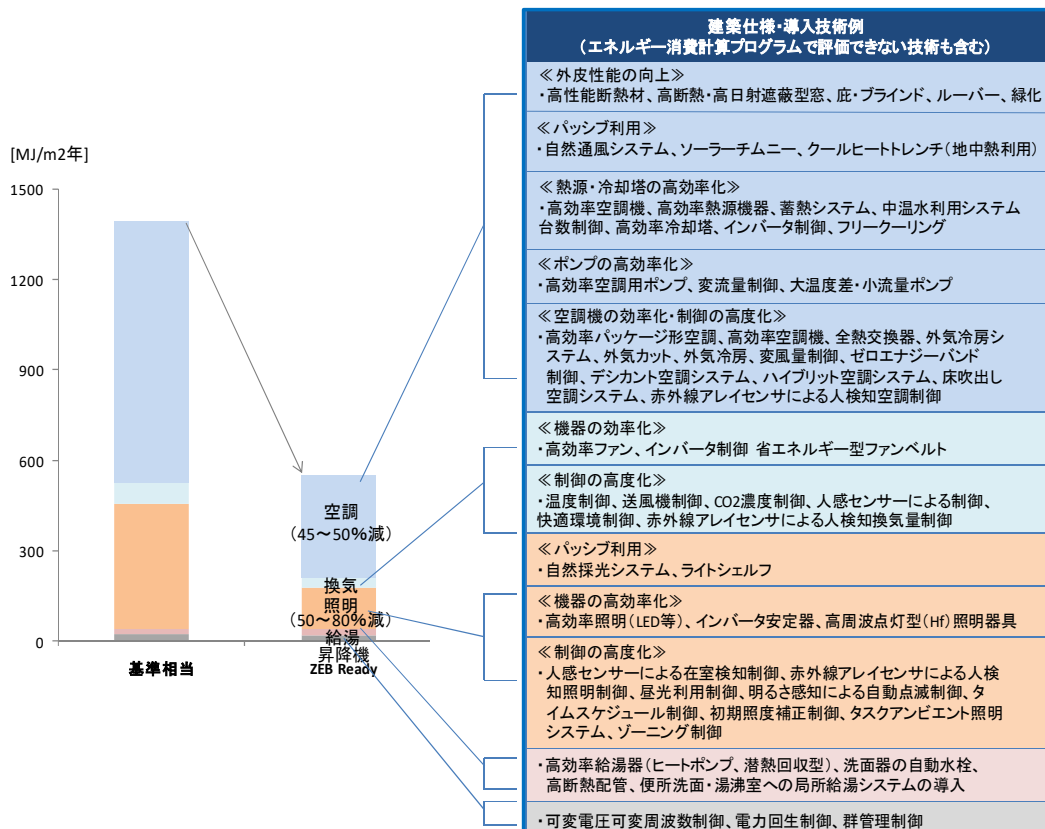 [MJ/m2年]
1500
1200
900
600
300
0
基準相当
ZEB Ready
空調
(45~50%減)
換気
照明
(50~80%減)
給湯
昇降機
建築仕様・導入技術例
(エネルギー消費計算プログラムで評価できない技術も含む)
≪外皮性能の向上≫
・高性能断熱材、高断熱・高日射遮蔽型窓、庇・ブラインド、ルーバー、緑化
≪パッシブ利用≫
・自然通風システム、ソーラーチムニー、クールヒートトレンチ(地中熱利用)
≪熱源・冷却塔の高効率化≫
・高効率空調機、高効率熱源機器、蓄熱システム、中温水利用システム
台数制御、高効率冷却塔、インバータ制御、フリークーリング
≪ポンプの高効率化≫
・高効率空調用ポンプ、変流量制御、大温度差・小流量ポンプ
≪空調機の効率化・制御の高度化≫
・高効率パッケージ形空調、高効率空調機、全熱交換器、外気冷房シ
ステム、外気カット、外気冷房、変風量制御、ゼロエナジーバンド
制御、デシカント空調システム、ハイブリット空調システム、床吹出し
空調システム、赤外線アレイセンサによる人検知空調制御
≪機器の効率化≫
・高効率ファン、インバータ制御 省エネルギー型ファンベルト
≪制御の高度化≫
・温度制御、送風機制御、CO2濃度制御、人感センサーによる制御、
快適環境制御、赤外線アレイセンサによる人検知換気量制御
≪パッシブ利用≫
・自然採光システム、ライトシェルフ
≪機器の高効率化≫
・高効率照明(LED等)、インバータ安定器、高周波点灯型(Hf)照明器具
≪制御の高度化≫
・人感センサーによる在室検知制御、赤外線アレイセンサによる人検
知照明制御、昼光利用制御、明るさ感知による自動点滅制御、タ
イムスケジュール制御、初期照度補正制御、タスクアンビエント照明
システム、ゾーニング制御
・高効率給湯器(ヒートポンプ、潜熱回収型)、洗面器の自動水栓、
高断熱配管、便所洗面・湯沸室への局所給湯システムの導入
・可変電圧可変周波数制御、電力回生制御、群管理制御